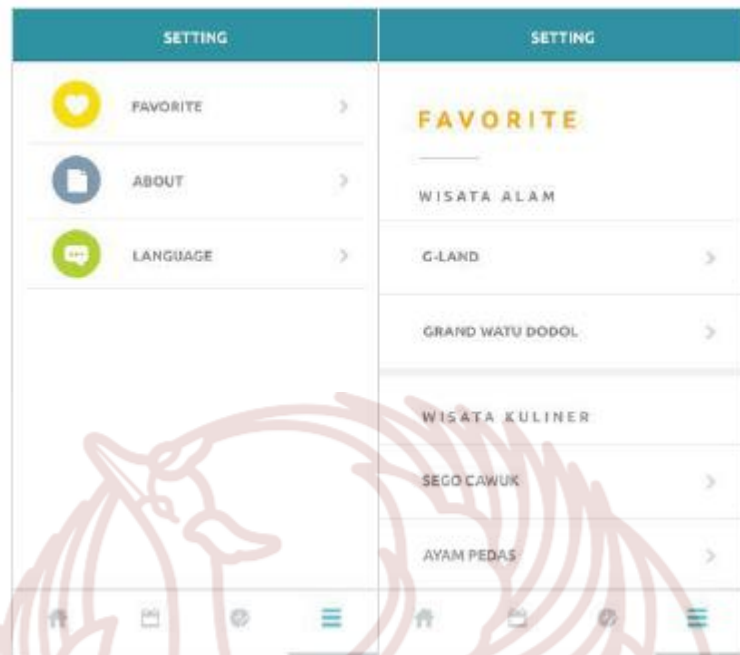 SETTING
FAVORITE
ABOUT
LANGUAGE
SETTING
FAVORITE
WISATA ALAM
G-LAND
GRAND WATU DODOL
WISATA KULINER
SEGO CAWUK
AYAM PEDAS